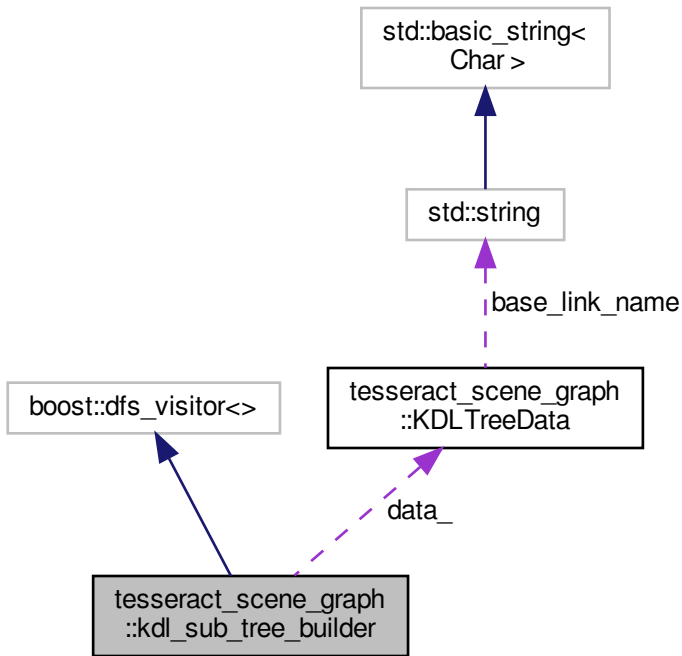 std::basic_string<
Char >
std::string
base_link_name
boost::dfs_visitor<>
tesseract_scene_graph
::KDLTreeData
data_
tesseract_scene_graph
::kdl_sub_tree_builder